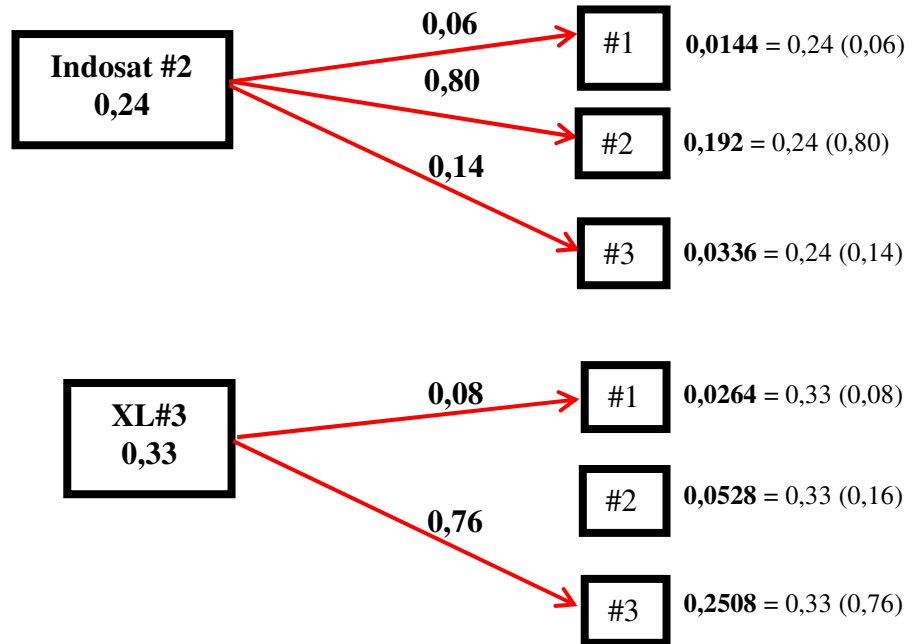 Indosat #2
0,24
0,06
0,80
0,14
#1
0,0144 = 0,24 (0,06)
#2
0,192 = 0,24 (0,80)
#3
0,0336 = 0,24 (0,14)
XL#3
0,33
0,08
0,76
#1
0,0264 = 0,33 (0,08)
#2
0,0528 = 0,33 (0,16)
#3
0,2508 = 0,33 (0,76)